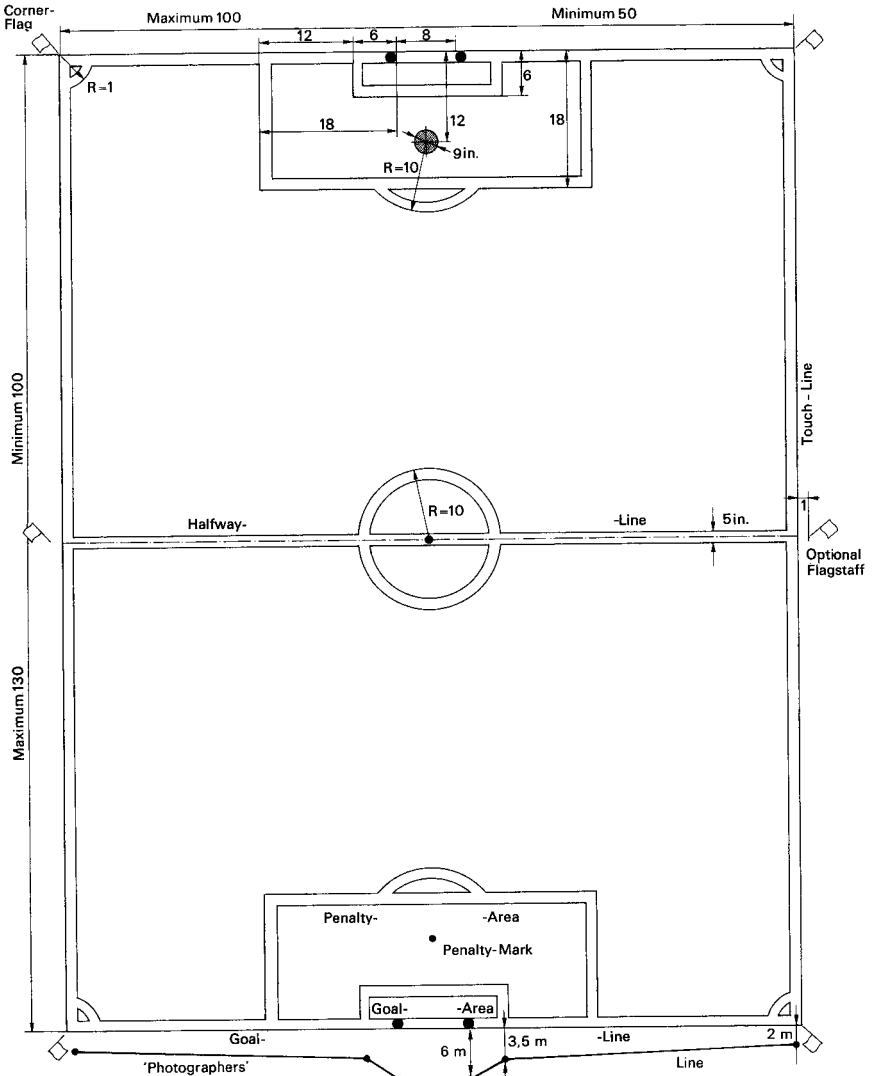 Corner-
Flag
Maximum 100
Minimum 50
12
6
8
R=1
6
12
18
18
9in.
R=10
Minimum 100
Touch-Line
R=10
Halfway-
-Line
5in.
1
Optional
Flagstaff
Maximum 130
Penalty-
-Area
Penalty-Mark
Goal-
-Area
Goal-
-Line
2 m
6 m
3,5 m
'Photographers'
Line